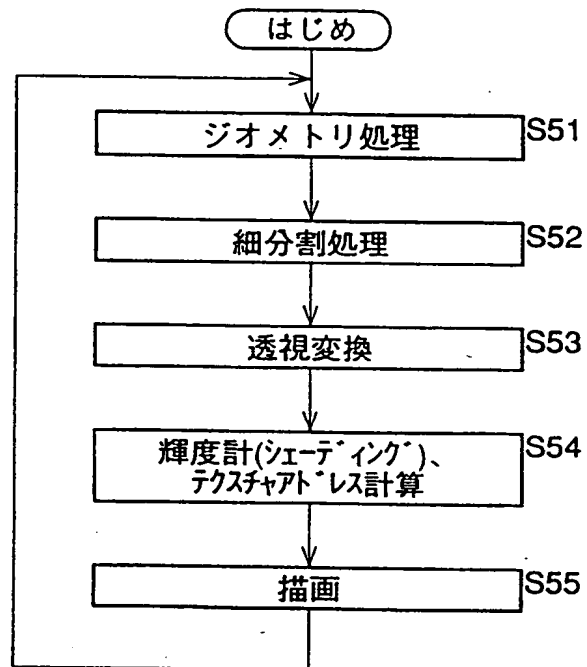 はじめ
ジオメトリ処理 S51
細分割処理 S52
透視変換 S53
輝度計(シェーディング)、 S54
テクスチャアドレス計算
描画 S55